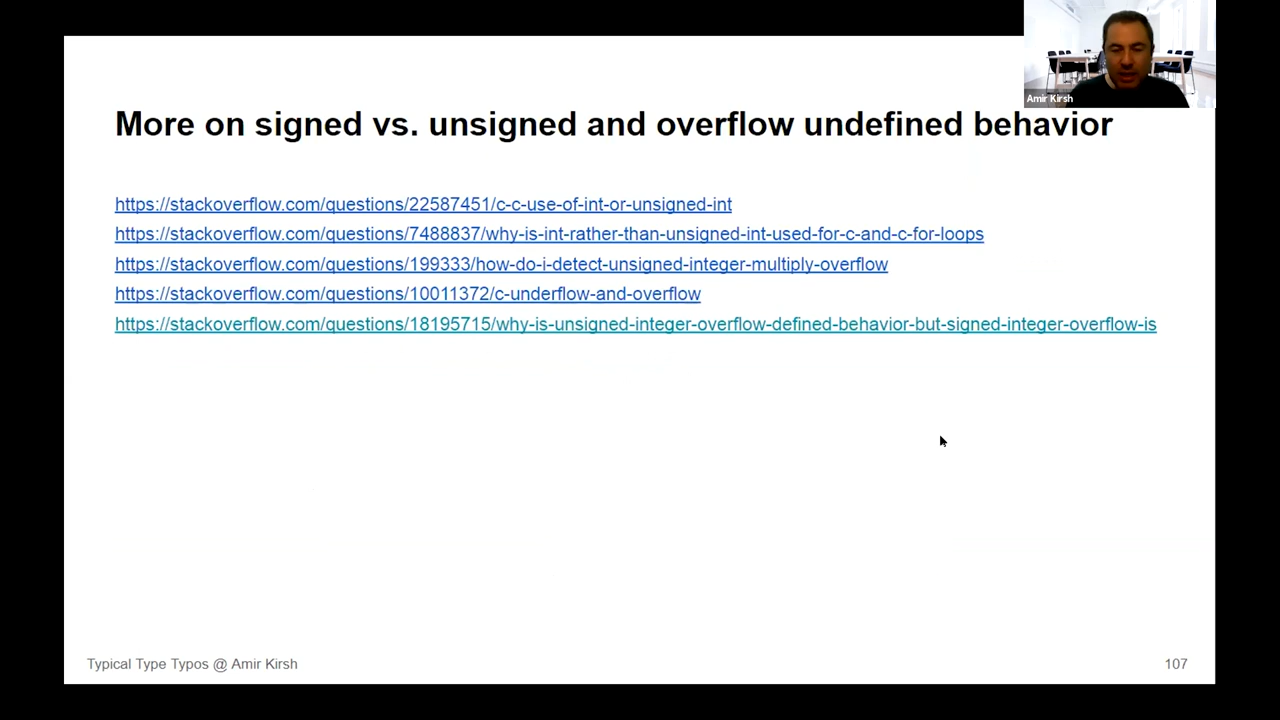 Amir Kirsh
More on signed vs. unsigned and overflow undefined behavior
https://stackoverflow.com/questions/22587451/c-c-use-of-int-or-unsigned-int
https://stackoverflow.com/questions/7488837/why-is-int-rather-than-unsigned-int-used-for-c-and-c-for-loops
https://stackoverflow.com/questions/199333/how-do-i-detect-unsigned-integer-multiply-overflow
https://stackoverflow.com/questions/10011372/c-underflow-and-overflow
https://stackoverflow.com/questions/18195715/why-is-unsigned-integer-overflow-defined-behavior-but-signed-integer-overflow-is
Typical Type Typos @ Amir Kirsh
107